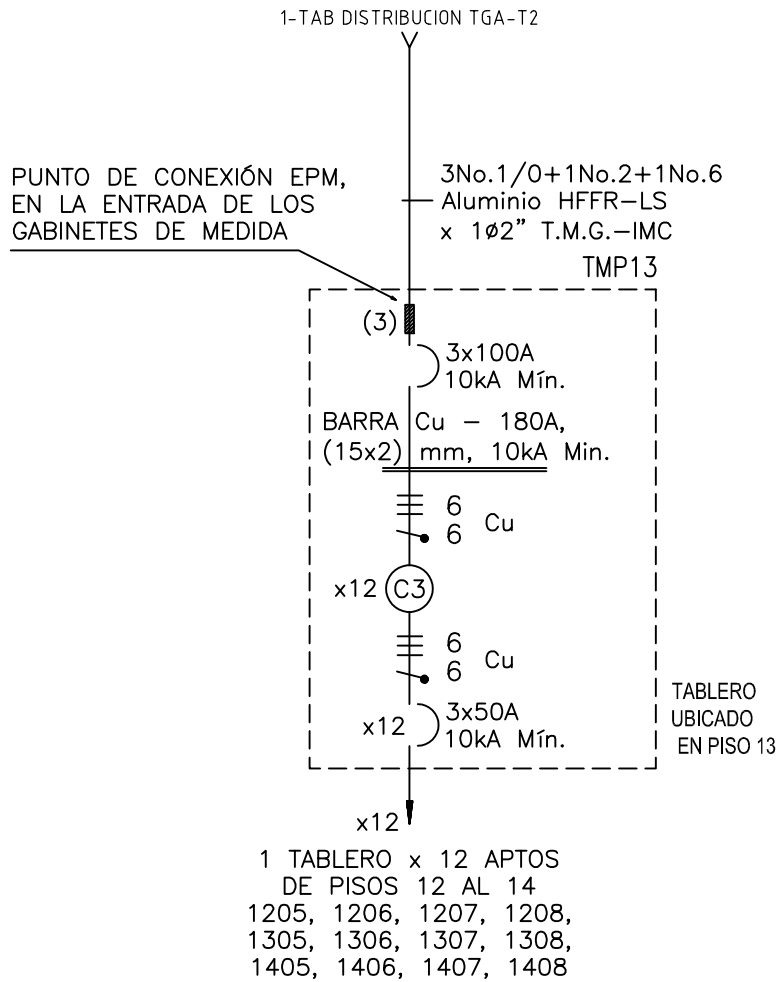 1-TAB DISTRIBUCION TGA-T2
PUNTO DE CONEXIÓN EPM,
EN LA ENTRADA DE LOS
GABINETES DE MEDIDA
3No.1/0+1No.2+1No.6
Aluminio HFFR-LS
x 1ø2" T.M.G.-IMC
TMP13
(3)
3x100A
10kA Mín.
BARRA Cu - 180A,
(15x2) mm, 10kA Min.
6
6 Cu
x12 C3
6
6 Cu
x12 3x50A
10kA Mín.
TABLERO
UBICADO
EN PISO 13
x12
1 TABLERO x 12 APTOS
DE PISOS 12 AL 14
1205, 1206, 1207, 1208,
1305, 1306, 1307, 1308,
1405, 1406, 1407, 1408